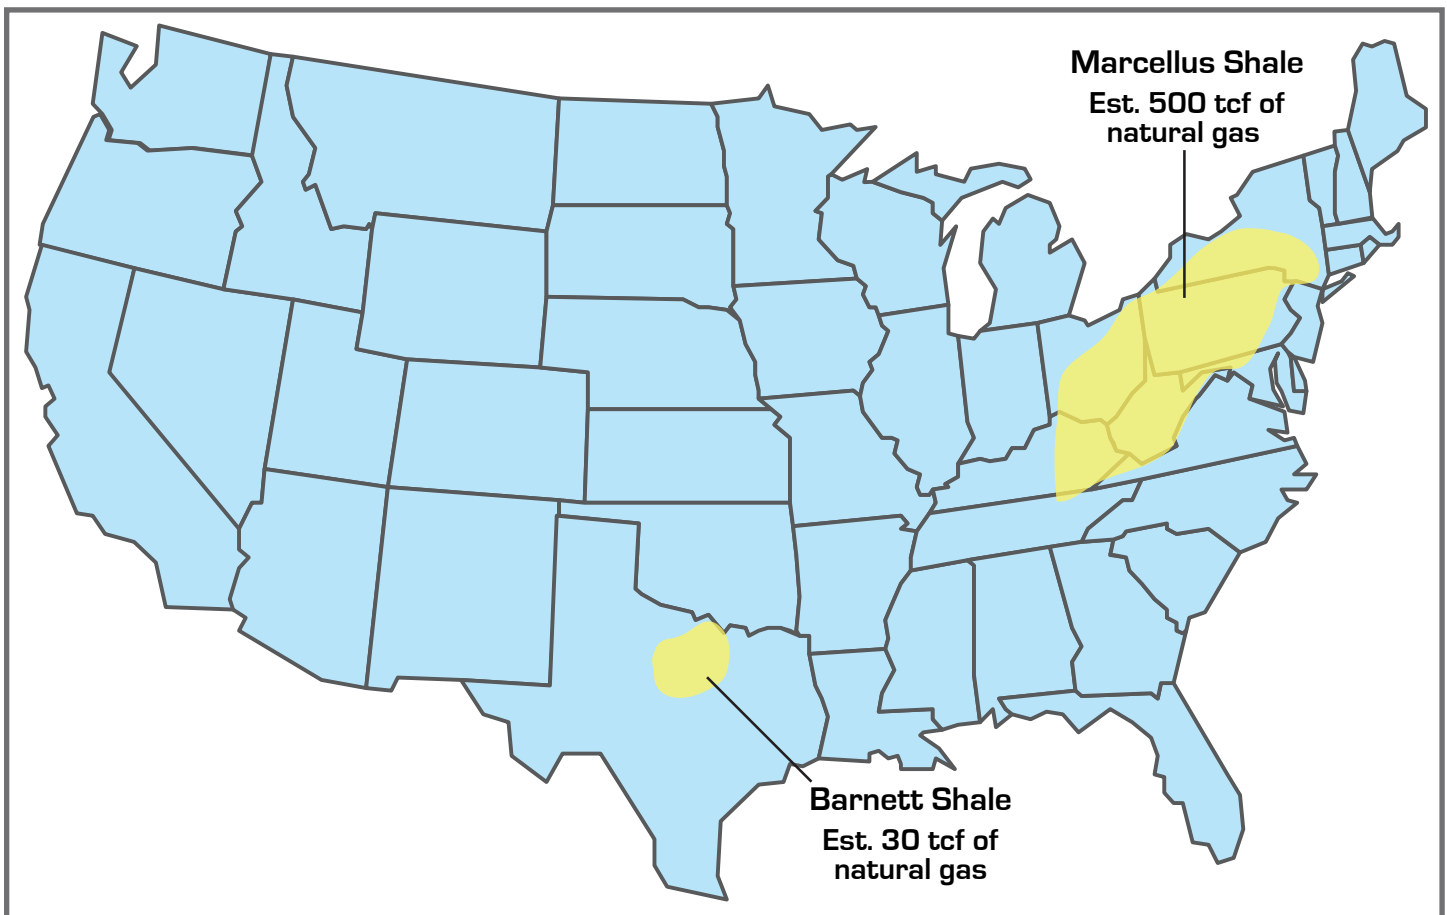 Marcellus Shale
Est. 500 tcf of
natural gas
Barnett Shale
Est. 30 tcf of
natural gas